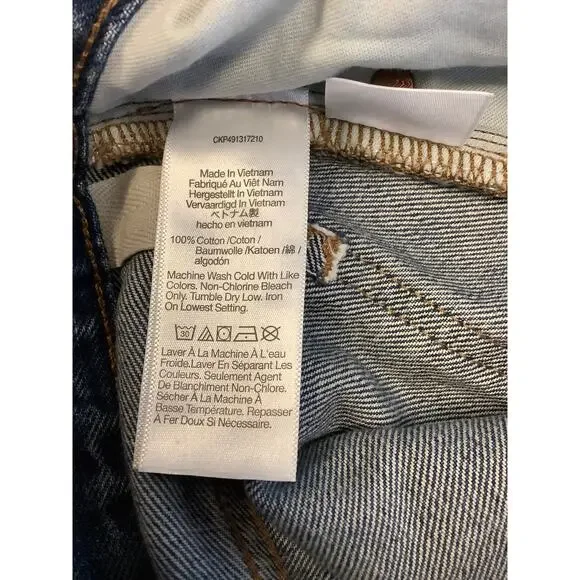 CKP491317210
Made In Vietnam
Fabriqué Au Viêt Nam
Hergestellt In Vietnam
Vervaardigd In Vietnam
ベトナム製
hecho en vietnam
100% Cotton /Coton /
Baumwolle /Katoen /綿 /
algodón
Machine Wash Cold With Like
Colors. Non-Chlorine Bleach
Only. Tumble Dry Low. Iron
On Lowest Setting.
30
Laver À La Machine À L'eau
Froide.Laver En Séparant Les
Couleurs. Seulement Agent
De Blanchiment Non-Chlore.
Sécher À La Machine À
Basse Température. Repasser
À Fer Doux Si Nécessaire.